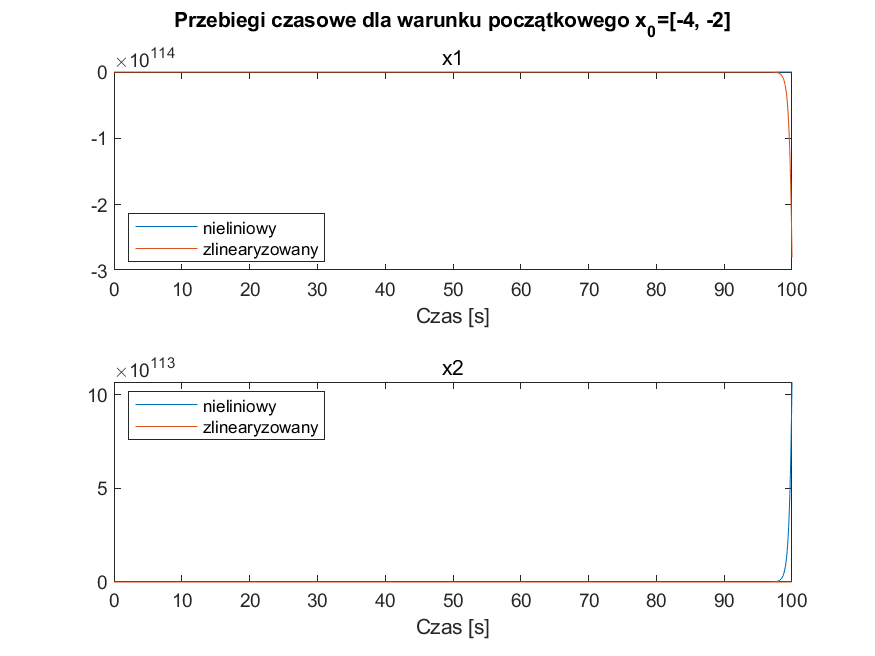 Przebiegi czasowe dla warunku początkowego x₀=[-4, -2]
×10¹¹⁴
x1
0
-1
-2
-3
nieliniowy
zlinearyzowany
0 10 20 30 40 50 60 70 80 90 100
Czas [s]
×10¹¹³
x2
10
5
0
nieliniowy
zlinearyzowany
0 10 20 30 40 50 60 70 80 90 100
Czas [s]